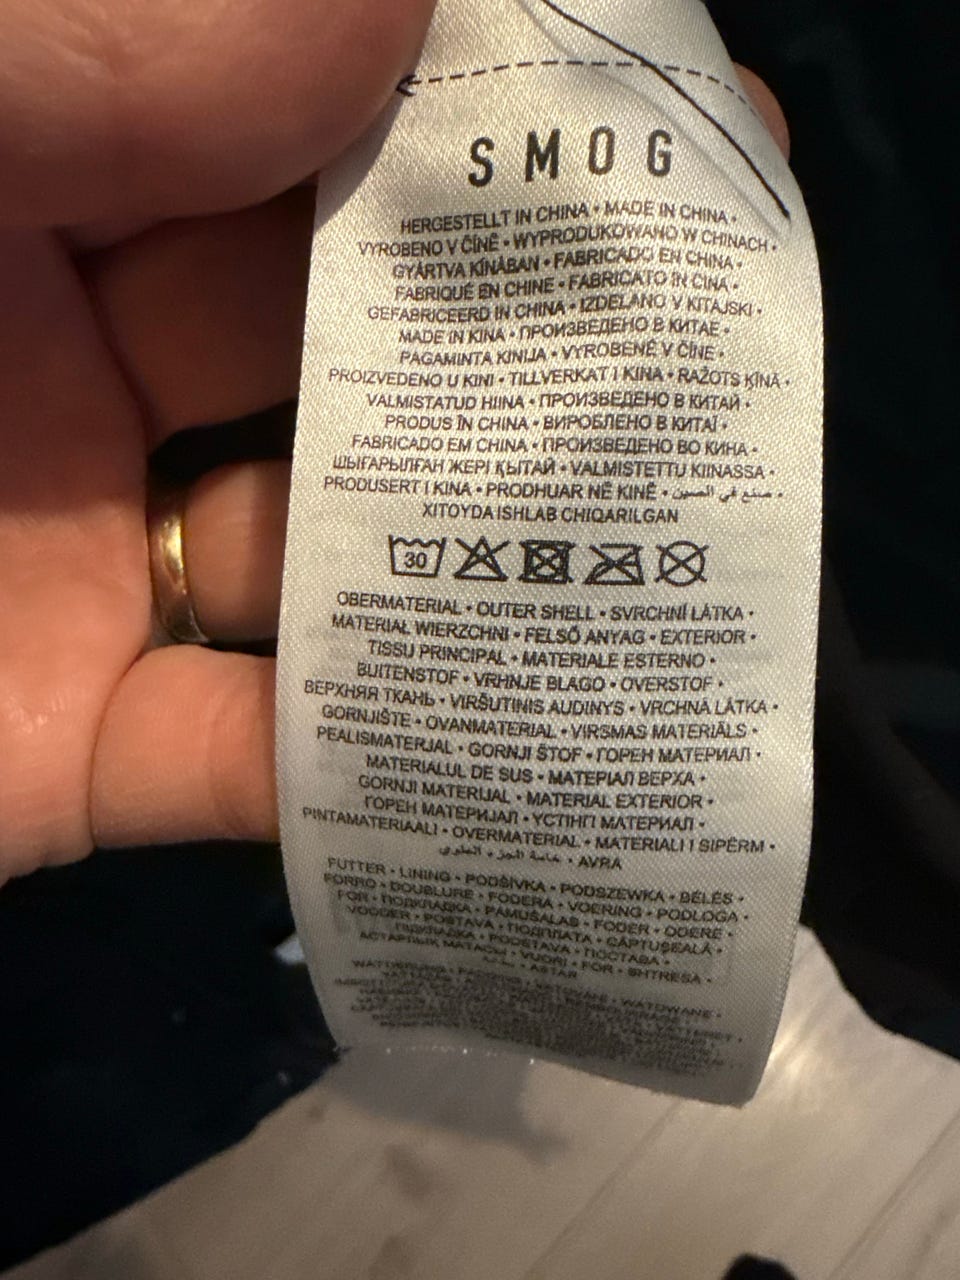 SMOG
HERGESTELLT IN CHINA • MADE IN CHINA •
VYROBENO V ČÍNĚ • WYPRODUKOWANO W CHINACH •
GYÁRTVA KÍNÁBAN • FABRICADO EN CHINA •
FABRIQUÉ EN CHINE • FABRICATO IN CINA •
GEFABRICEERD IN CHINA • IZDELANO V KITAJSKI •
MADE IN KINA • ПРОИЗВЕДЕНО В КИТАЕ •
PAGAMINTA KINIJA • VYROBENÉ V ČÍNE •
PROIZVEDENO U KINI • TILLVERKAT I KINA • RAŽOTS ĶĪNĀ •
VALMISTATUD HIINA • ПРОИЗВЕДЕНО В КИТАЙ •
PRODUS ÎN CHINA • ВИРОБЛЕНО В КИТАЇ •
FABRICADO EM CHINA • ПРОИЗВЕДЕНО ВО КИНА •
ШЫҒАРЫЛҒАН ЖЕРІ ҚЫТАЙ • VALMISTETTU KIINASSA •
PRODUSERT I KINA • PRODHUAR NË KINË • صنع في الصين •
XITOYDA ISHLAB CHIQARILGAN
30
OBERMATERIAL • OUTER SHELL • SVRCHNÍ LÁTKA •
MATERIAŁ WIERZCHNI • FELSŐ ANYAG • EXTERIOR •
TISSU PRINCIPAL • MATERIALE ESTERNO •
BUITENSTOF • VRHNJE BLAGO • OVERSTOF •
ВЕРХНЯЯ ТКАНЬ • VIRŠUTINIS AUDINYS • VRCHNÁ LÁTKA •
GORNJIŠTE • OVANMATERIAL • VIRSMAS MATERIĀLS •
PEALISMATERJAL • GORNJI ŠTOF • ГОРЕН МАТЕРИАЛ •
MATERIALUL DE SUS • МАТЕРІАЛ ВЕРХА •
GORNJI MATERIJAL • MATERIAL EXTERIOR •
ГОРЕН МАТЕРИЈАЛ • ҮСТІҢГІ МАТЕРИАЛ •
PINTAMATERIAALI • OVERMATERIAL • MATERIALI I SIPËRM •
• AVRA
FUTTER • LINING • PODŠÍVKA • PODSZEWKA • BÉLÉS •
FORRO • DOUBLURE • FODERA • VOERING • PODLOGA •
FOR • ПОДКЛАДКА • PAMUŠALAS • FODER • ODERE •
VOODER • POSTAVA • ПОДПЛАТА • CĂPTUŞEALĂ •
ПІДКЛАДКА • PODSTAVA • ПОСТАВА •
АСТАРЛЫҚ МАТАСЫ • VUORI • FOR • SHTRESA •
• ASTAR
WATTIERUNG • WATOWANIE •